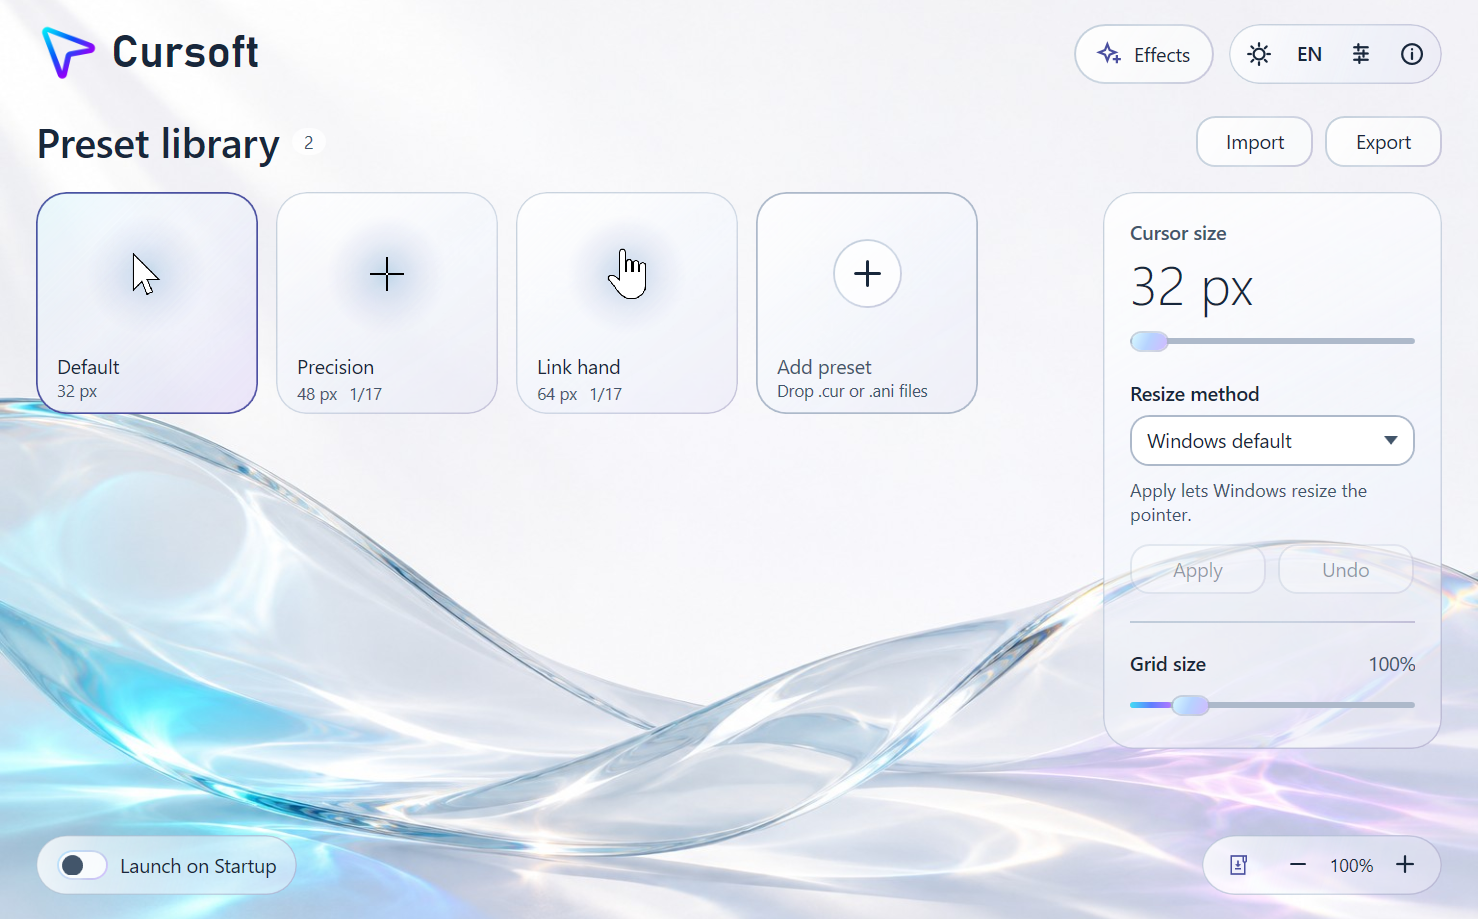 Cursoft
Effects
EN
Preset library 2
Import
Export
Default
32 px
Precision
48 px 1/17
Link hand
64 px 1/17
Add preset
Drop .cur or .ani files
Cursor size
32 px
Resize method
Windows default
Apply lets Windows resize the
pointer.
Apply
Undo
Grid size 100%
Launch on Startup
100%